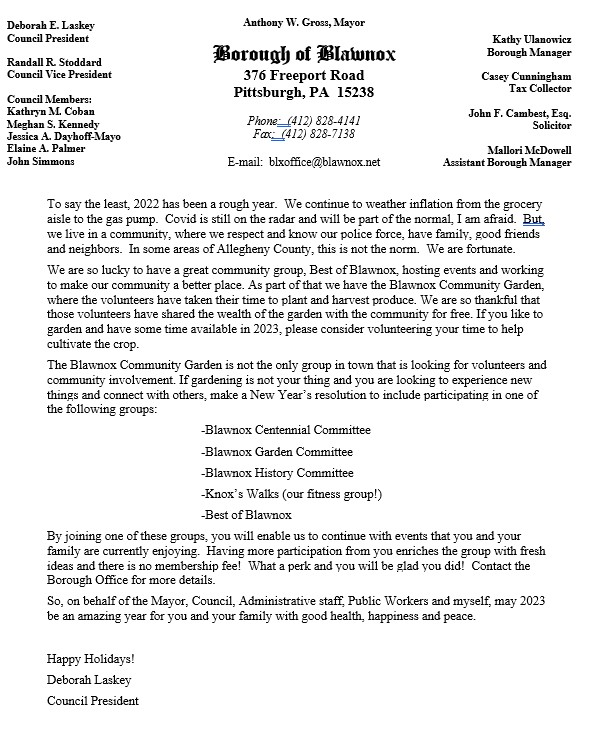 Deborah E. Laskey
Council President
Randall R. Stoddard
Council Vice President
Council Members:
Kathryn M. Coban
Meghan S. Kennedy
Jessica A. Dayhoff-Mayo
Elaine A. Palmer
John Simmons
Anthony W. Gross, Mayor
Borough of Blawnox
376 Freeport Road
Pittsburgh, PA 15238
Phone: (412) 828-4141
Fax: (412) 828-7138
E-mail: blxoffice@blawnox.net
Kathy Ulanowicz
Borough Manager
Casey Cunningham
Tax Collector
John F. Cambest, Esq.
Solicitor
Mallori McDowell
Assistant Borough Manager
To say the least, 2022 has been a rough year. We continue to weather inflation from the grocery
aisle to the gas pump. Covid is still on the radar and will be part of the normal, I am afraid. But,
we live in a community, where we respect and know our police force, have family, good friends
and neighbors. In some areas of Allegheny County, this is not the norm. We are fortunate.
We are so lucky to have a great community group, Best of Blawnox, hosting events and working
to make our community a better place. As part of that we have the Blawnox Community Garden,
where the volunteers have taken their time to plant and harvest produce. We are so thankful that
those volunteers have shared the wealth of the garden with the community for free. If you like to
garden and have some time available in 2023, please consider volunteering your time to help
cultivate the crop.
The Blawnox Community Garden is not the only group in town that is looking for volunteers and
community involvement. If gardening is not your thing and you are looking to experience new
things and connect with others, make a New Year's resolution to include participating in one of
the following groups:
-Blawnox Centennial Committee
-Blawnox Garden Committee
-Blawnox History Committee
-Knox's Walks (our fitness group!)
-Best of Blawnox
By joining one of these groups, you will enable us to continue with events that you and your
family are currently enjoying. Having more participation from you enriches the group with fresh
ideas and there is no membership fee! What a perk and you will be glad you did! Contact the
Borough Office for more details.
So, on behalf of the Mayor, Council, Administrative staff, Public Workers and myself, may 2023
be an amazing year for you and your family with good health, happiness and peace.
Happy Holidays!
Deborah Laskey
Council President